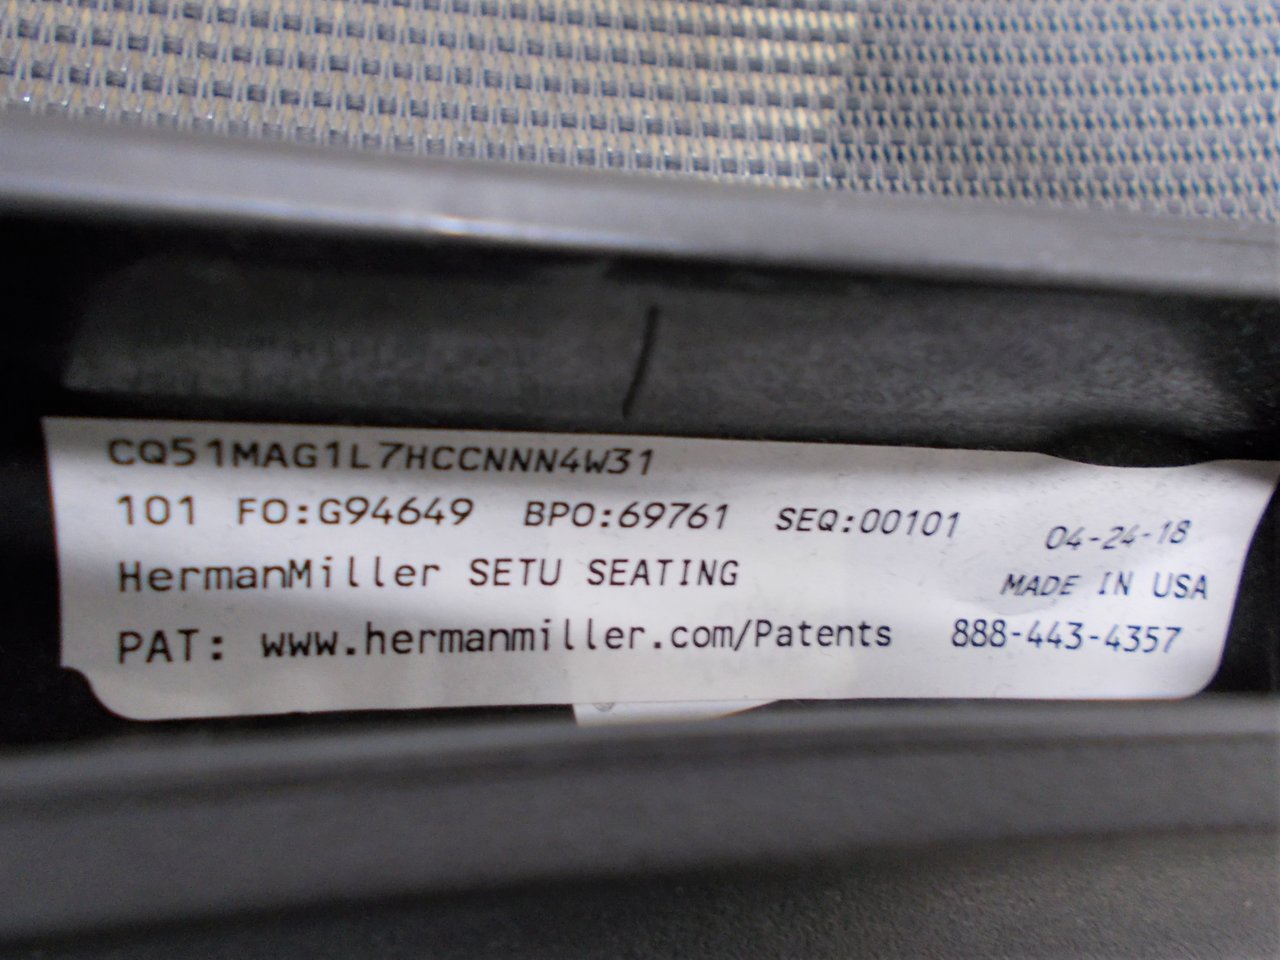 CQ51MAG1L7HCCNNN4W31
101 FO:G94649 BPO:69761 SEQ:00101 04-24-18
HermanMiller SETU SEATING MADE IN USA
PAT: www.hermanmiller.com/Patents 888-443-4357